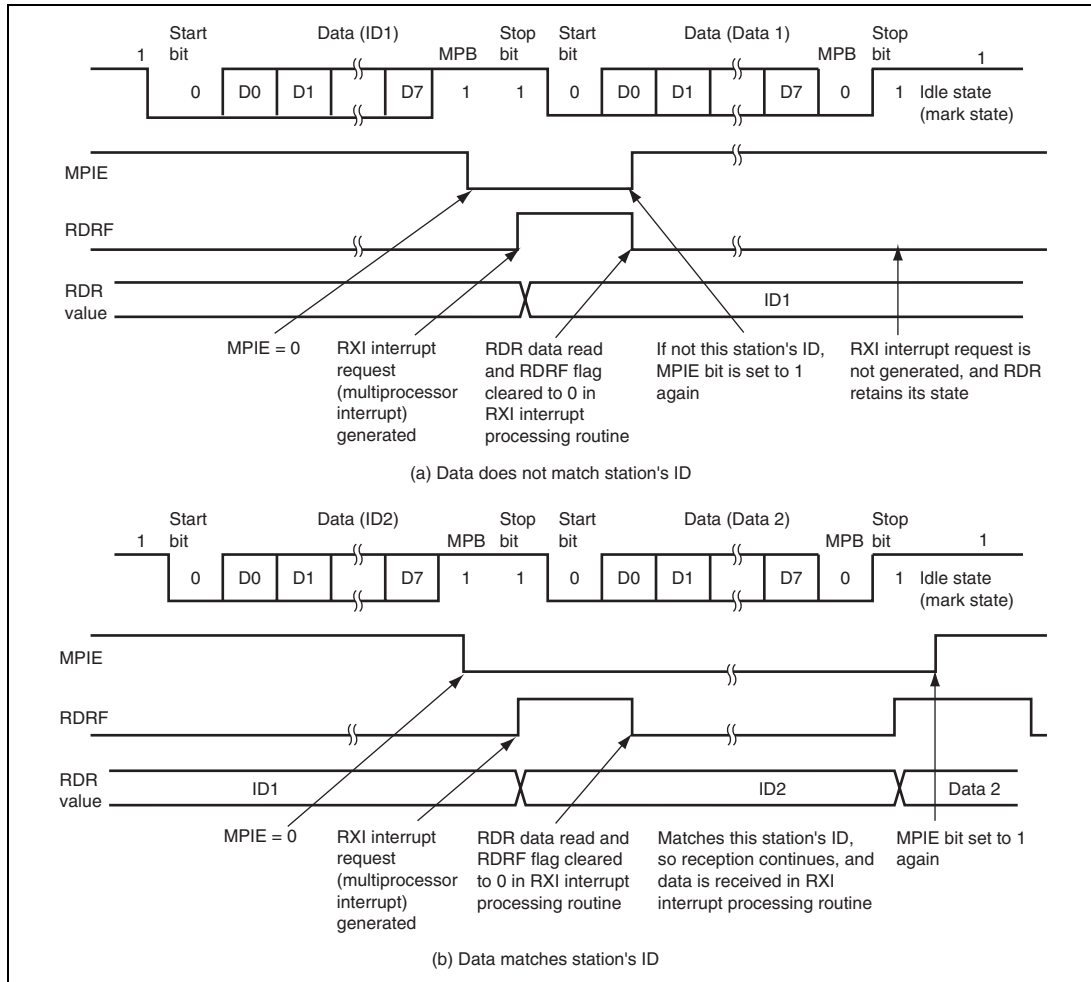 Start bit Data (ID1) MPB Stop bit Start bit Data (Data 1) MPB Stop bit
1 1
0 D0 D1 D7 1 1 0 D0 D1 D7 0 1 Idle state (mark state)
MPIE
RDRF
RDR value
ID1
MPIE = 0
RXI interrupt
request
(multiprocessor
interrupt)
generated
RDR data read
and RDRF flag
cleared to 0 in
RXI interrupt
processing routine
If not this station's ID,
MPIE bit is set to 1
again
RXI interrupt request is
not generated, and RDR
retains its state
(a) Data does not match station's ID
Start bit Data (ID2) MPB Stop bit Start bit Data (Data 2) MPB Stop bit
1 1
0 D0 D1 D7 1 1 0 D0 D1 D7 0 1 Idle state (mark state)
MPIE
RDRF
RDR value
ID1 ID2 Data 2
MPIE = 0
RXI interrupt
request
(multiprocessor
interrupt)
generated
RDR data read and
RDRF flag cleared
to 0 in RXI interrupt
processing routine
Matches this station's ID,
so reception continues, and
data is received in RXI
interrupt processing routine
MPIE bit set to 1
again
(b) Data matches station's ID